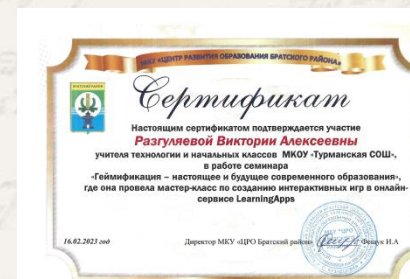 МКУ «ЦЕНТР РАЗВИТИЯ ОБРАЗОВАНИЯ БРАТСКОГО РАЙОНА»
Сертификат
Настоящим сертификатом подтверждается участие
Разгуляевой Виктории Алексеевны
учителя технологии и начальных классов МКОУ «Турманская СОШ»,
в работе семинара
«Геймификация – настоящее и будущее современного образования»,
где она провела мастер-класс по созданию интерактивных игр в онлайн-
сервисе LearningApps
16.02.2023 год
Директор МКУ «ЦРО Братский район» И.А